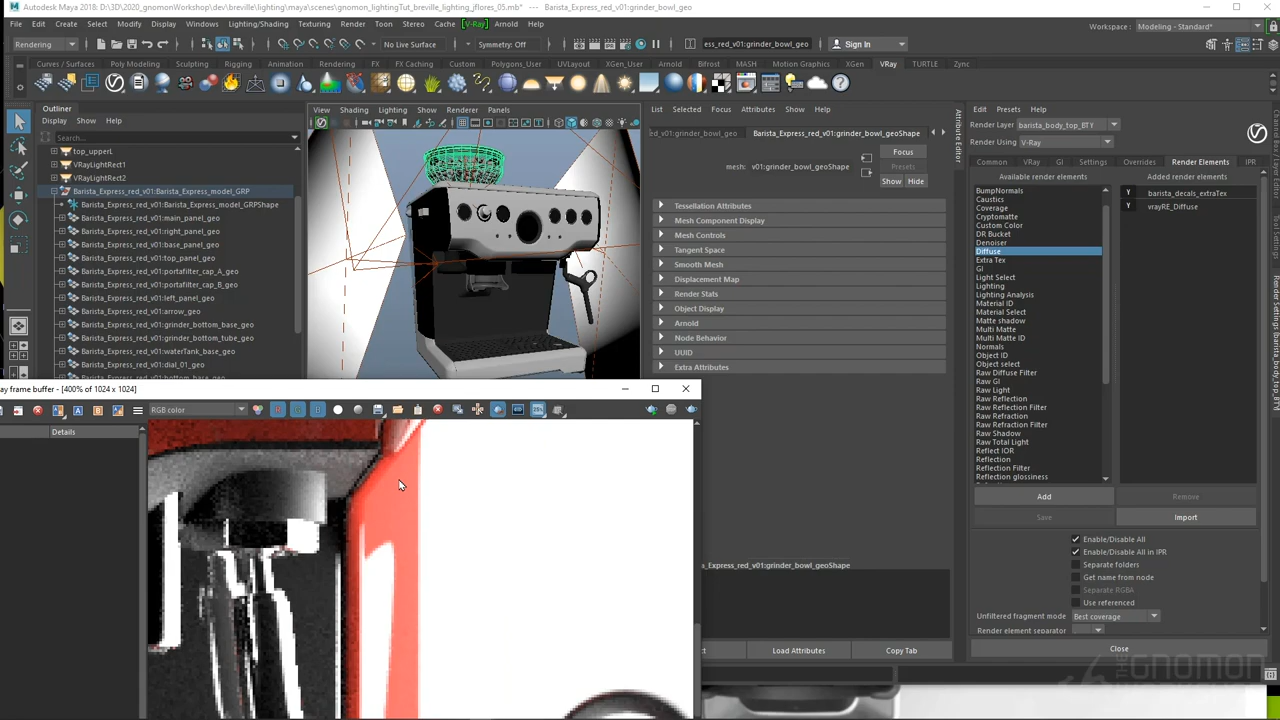 Autodesk Maya 2018: D:\3D\2020_gnomonWorkshop\dev\breville\lighting\maya\scenes\gnomon_lightingTut_breville_lighting_jflores_05.mb* --- Barista_Express_red_v01:grinder_bowl_geo
File Edit Create Select Modify Display Windows Lighting/Shading Texturing Render Toon Stereo Cache [V-Ray] Arnold Help
Workspace : Modeling - Standard*
Rendering No Live Surface Symmetry: Off ess_red_v01:grinder_bowl_geo Sign In
Curves / Surfaces Poly Modeling Sculpting Rigging Animation Rendering FX FX Caching Custom Polygons_User UVLayout XGen_User Arnold Bifrost MASH Motion Graphics XGen VRay TURTLE Zync
Outliner
Display Show Help
Search...
top_upperL
VRayLightRect1
VRayLightRect2
Barista_Express_red_v01:Barista_Express_model_GRP
Barista_Express_red_v01:Barista_Express_model_GRPShape
Barista_Express_red_v01:main_panel_geo
Barista_Express_red_v01:right_panel_geo
Barista_Express_red_v01:base_panel_geo
Barista_Express_red_v01:top_panel_geo
Barista_Express_red_v01:portafilter_cap_A_geo
Barista_Express_red_v01:portafilter_cap_B_geo
Barista_Express_red_v01:left_panel_geo
Barista_Express_red_v01:arrow_geo
Barista_Express_red_v01:grinder_bottom_base_geo
Barista_Express_red_v01:grinder_bottom_tube_geo
Barista_Express_red_v01:waterTank_base_geo
Barista_Express_red_v01:dial_01_geo
View Shading Lighting Show Renderer Panels
List Selected Focus Attributes Show Help
ed_v01:grinder_bowl_geo Barista_Express_red_v01:grinder_bowl_geoShape
Focus
Presets
mesh: v01:grinder_bowl_geoShape
Show Hide
Tessellation Attributes
Mesh Component Display
Mesh Controls
Tangent Space
Smooth Mesh
Displacement Map
Render Stats
Object Display
Arnold
Node Behavior
UUID
Extra Attributes
a_Express_red_v01:grinder_bowl_geoShape
Load Attributes Copy Tab
Attribute Editor
Edit Presets Help
Render Layer barista_body_top_BTY
Render Using V-Ray
Common VRay GI Settings Overrides Render Elements IPR
Available render elements Added render elements
BumpNormals
Caustics
Coverage
Cryptomatte
Custom Color
DR Bucket
Denoiser
Diffuse
Extra Tex
GI
Light Select
Lighting
Lighting Analysis
Material ID
Material Select
Matte shadow
Multi Matte
Multi Matte ID
Normals
Object ID
Object select
Raw Diffuse Filter
Raw GI
Raw Light
Raw Reflection
Raw Reflection Filter
Raw Refraction
Raw Refraction Filter
Raw Shadow
Raw Total Light
Reflect IOR
Reflection
Reflection Filter
Reflection glossiness
Y barista_decals_extraTex
Y vrayRE_Diffuse
Add Remove
Save Import
Enable/Disable All
Enable/Disable All in IPR
Separate folders
Get name from node
Separate RGBA
Use referenced
Unfiltered fragment mode Best coverage
Render element separator
Close
ay frame buffer - [400% of 1024 x 1024]
RGB color
Details
THE GNOMON